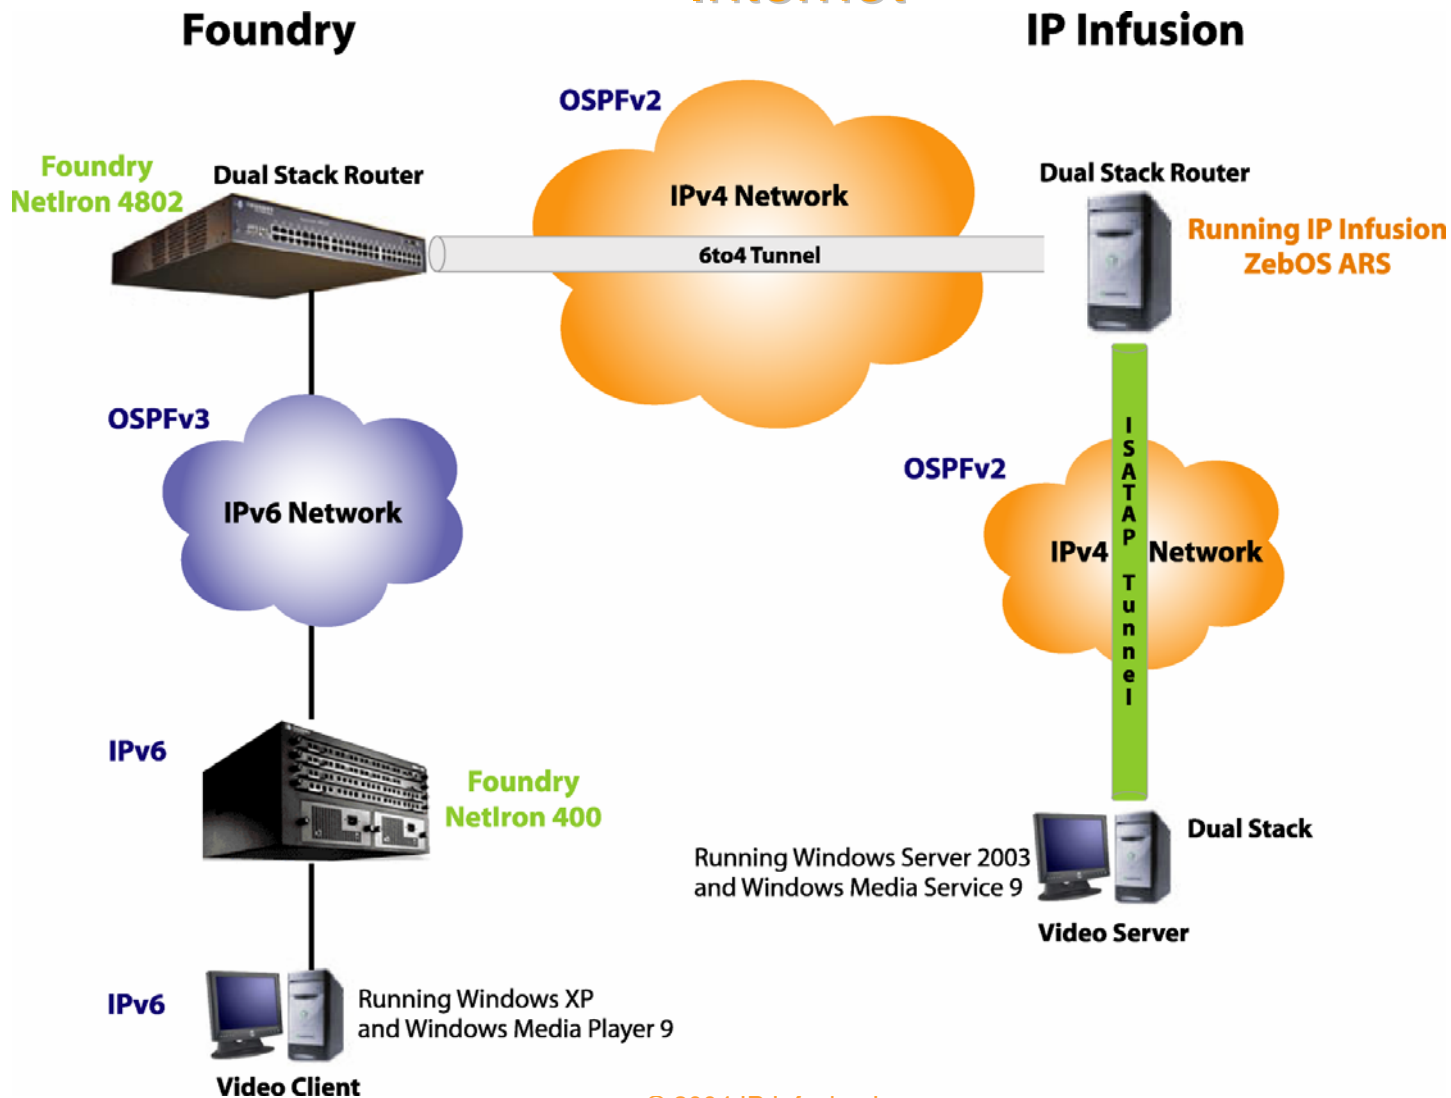 Internet
Foundry
IP Infusion
OSPFv2
Foundry
NetIron 4802
Dual Stack Router
IPv4 Network
Dual Stack Router
Running IP Infusion
ZebOS ARS
6to4 Tunnel
OSPFv3
IPv6 Network
OSPFv2
ISATAP Tunnel
IPv4 Network
IPv6
Foundry
NetIron 400
Dual Stack
Running Windows Server 2003
and Windows Media Service 9
Video Server
IPv6
Running Windows XP
and Windows Media Player 9
Video Client